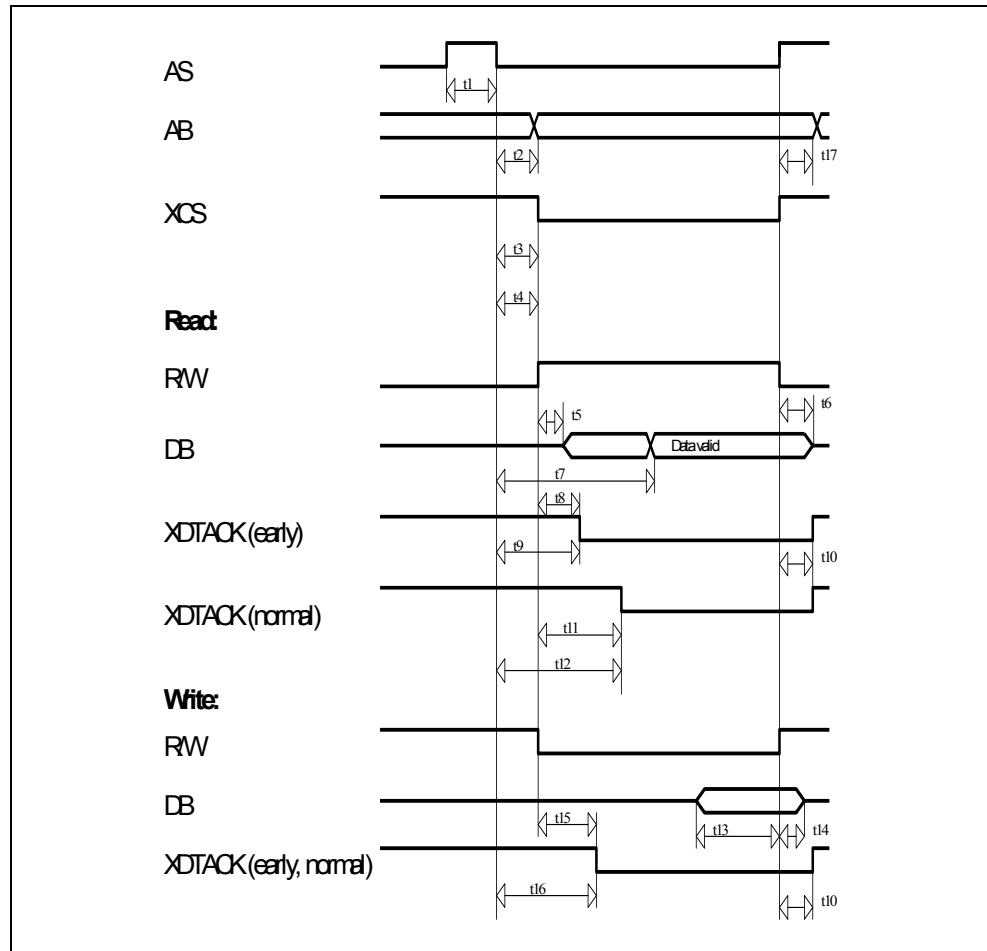 AS
t1
AB
t2
t17
XCS
t3
t4
Read:
R/W
t5
t6
DB
Data valid
t7
t8
XDTACK (early)
t9
t10
XDTACK (normal)
t11
t12
Write:
R/W
DB
t15
t13
t14
XDTACK (early, normal)
t16
t10